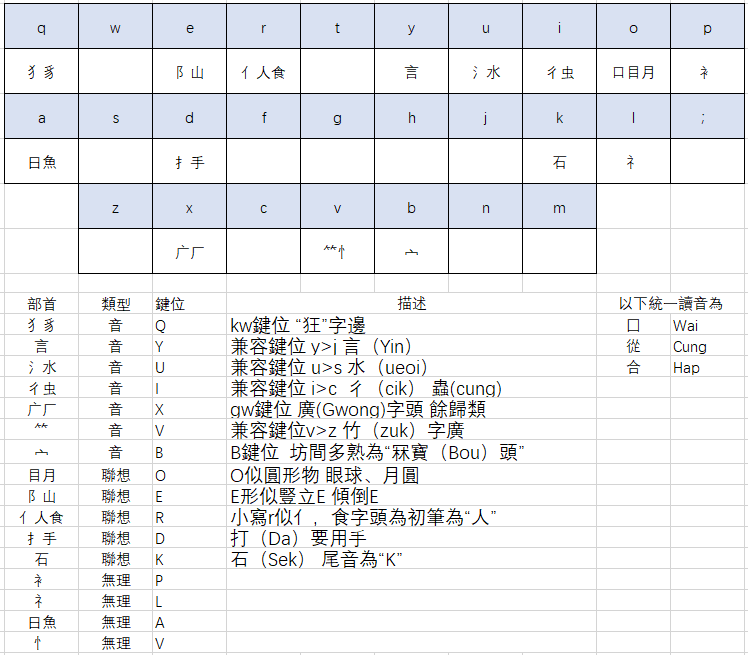 q w e r t y u i o p
犭豸 阝山 亻人食 言 氵水 彳虫 口目月 衤
a s d f g h j k l ;
日魚 扌手 石 礻
z x c v b n m
广厂 ⺮忄 宀
部首 類型 鍵位 描述 以下統一讀音為
犭豸 音 Q kw鍵位 “狂”字邊 囗 Wai
言 音 Y 兼容鍵位 y>j 言（Yin） 從 Cung
氵水 音 U 兼容鍵位 u>s 水（ueoi） 合 Hap
彳虫 音 I 兼容鍵位 i>c 彳（cik） 蟲(cung)
广厂 音 X gw鍵位 廣(Gwong)字頭 餘歸類
⺮ 音 V 兼容鍵位v>z 竹（zuk）字廣
宀 音 B B鍵位 坊間多熟為“冧寶（Bou）頭”
目月 聯想 O O似圓形物 眼球、月圓
阝山 聯想 E E形似豎立E 傾倒E
亻人食 聯想 R 小寫r似亻，食字頭為初筆為“人”
扌手 聯想 D 打（Da）要用手
石 聯想 K 石（Sek） 尾音為“K”
衤 無理 P
礻 無理 L
日魚 無理 A
忄 無理 V